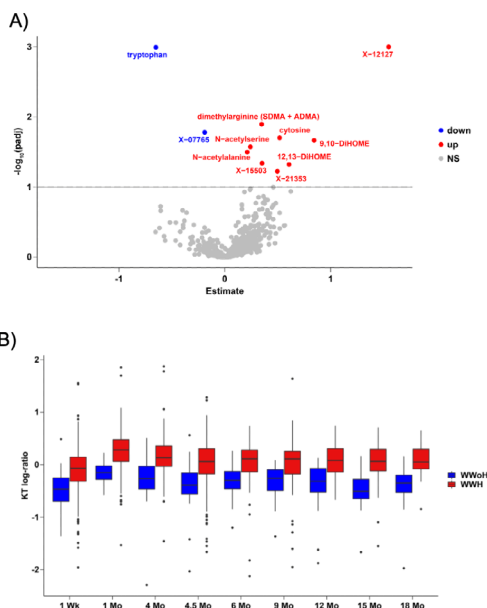 A)
3
tryptophan
X-12127
2
dimethylarginine (SDMA + ADMA)
X-07765
cytosine
N-acetylserine
9,10-DiHOME
N-acetylalanine
12,13-DiHOME
X-15503
X-21353
1
0
-log10(padj)
-1 0 1
Estimate
down
up
NS
B)
2
1
0
-1
-2
KT log-ratio
1 Wk 1 Mo 4 Mo 4.5 Mo 6 Mo 9 Mo 12 Mo 15 Mo 18 Mo
WWoH
WWH